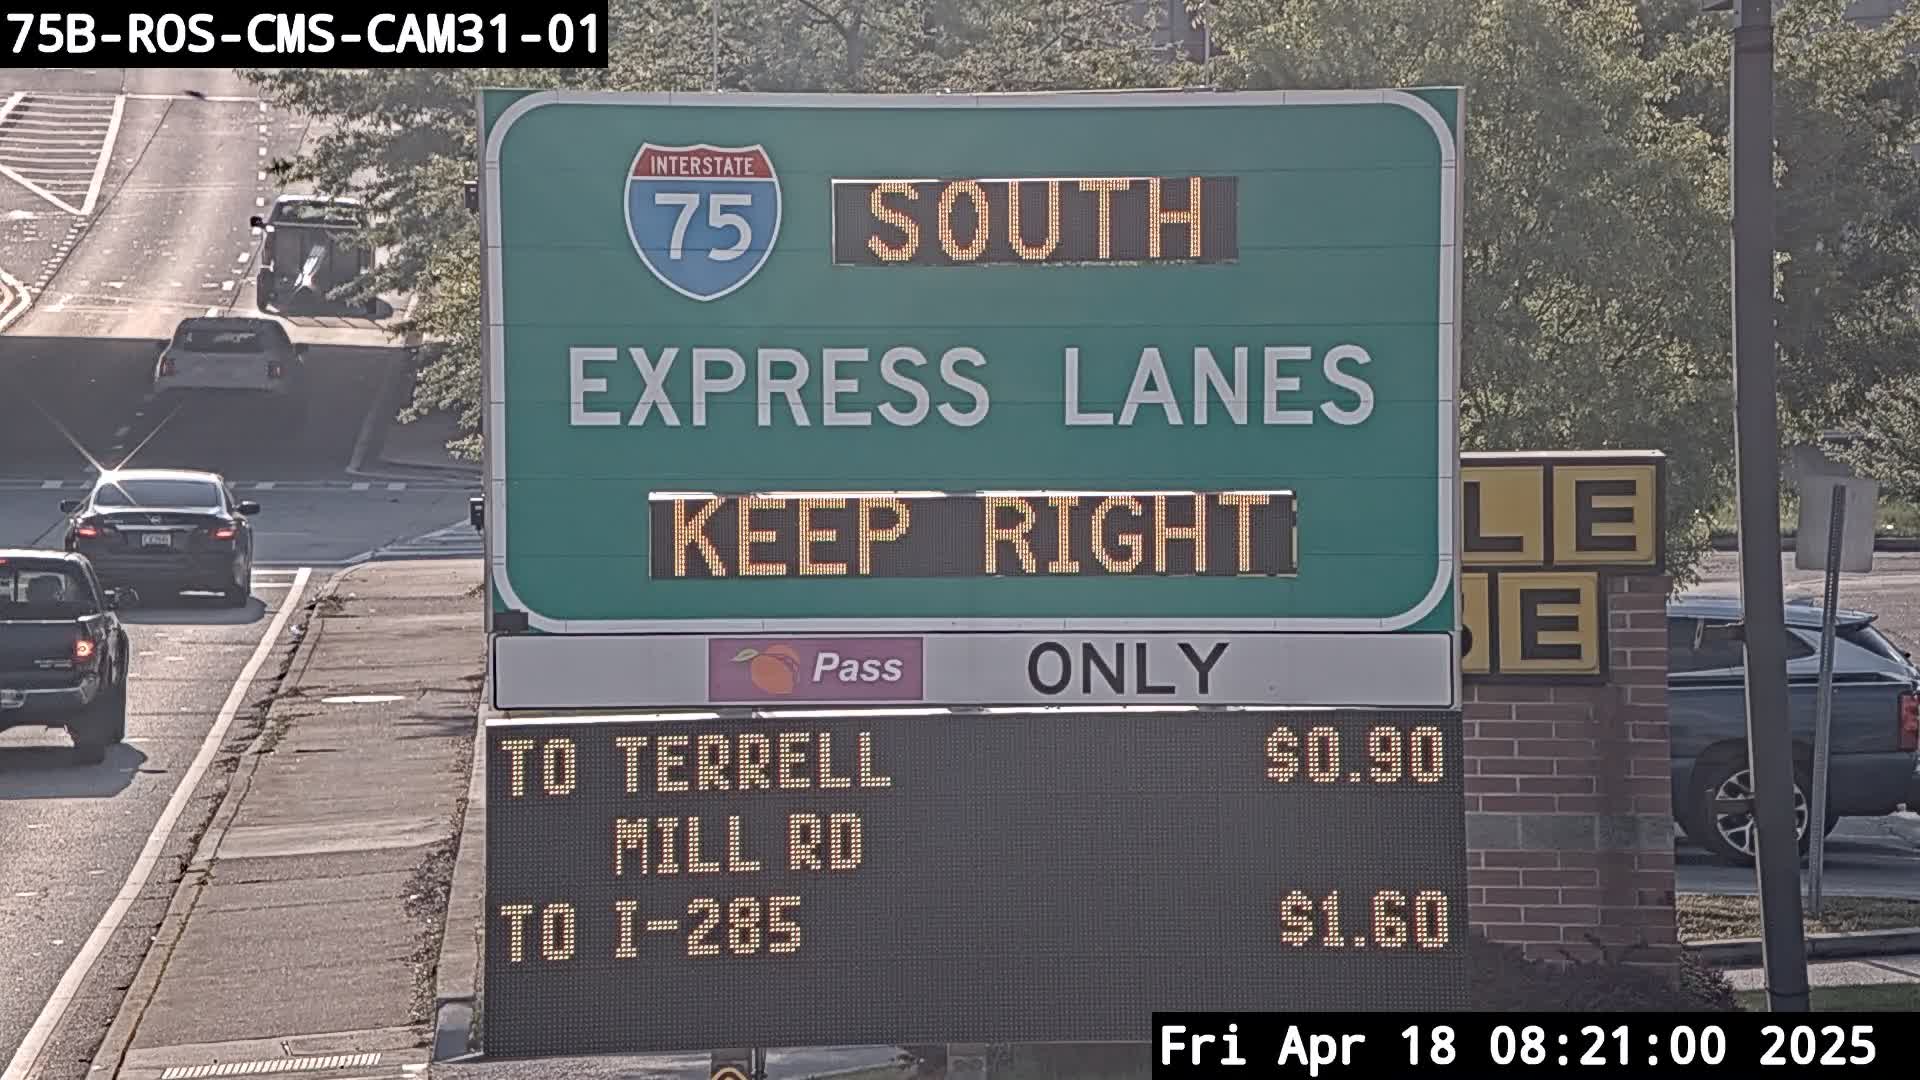 75B-ROS-CMS-CAM31-01
INTERSTATE
75
SOUTH
EXPRESS LANES
KEEP RIGHT
Pass ONLY
TO TERRELL $0.90
MILL RD
TO I-285 $1.60
LE
E
Fri Apr 18 08:21:00 2025